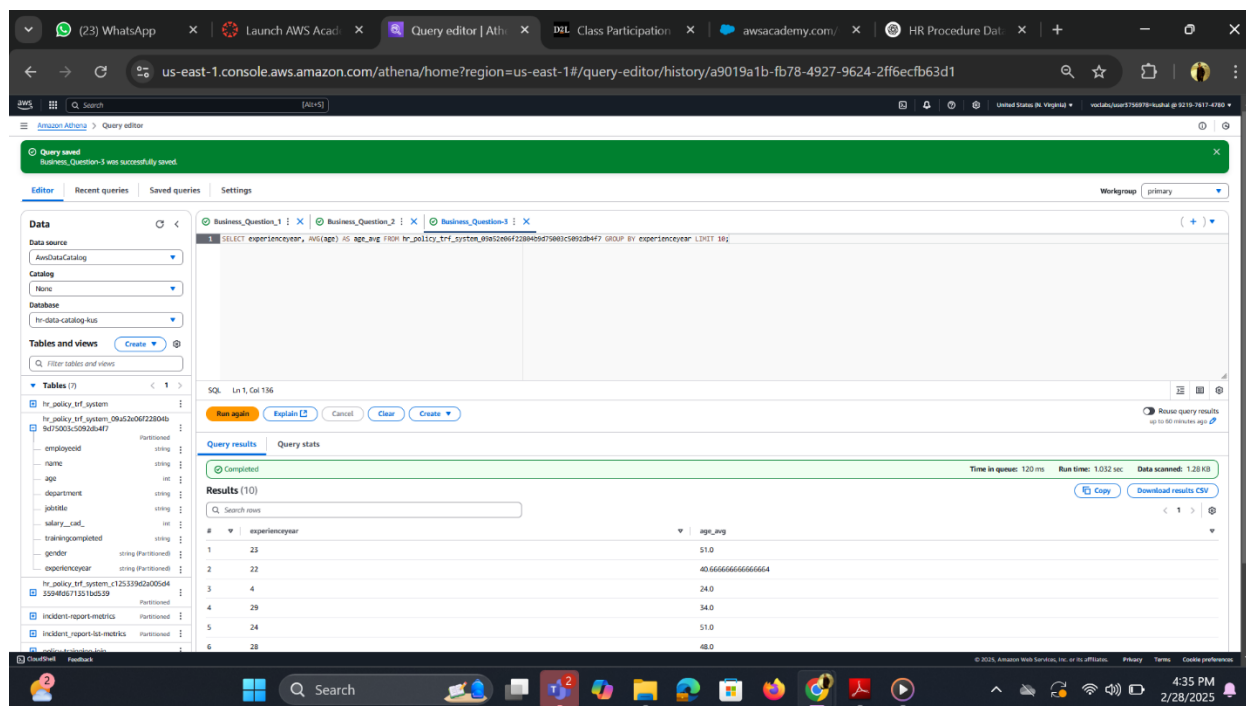 (23) WhatsApp
Launch AWS Acad
Query editor | Ath
D2L Class Participation
awsacademy.com/
HR Procedure Dat
us-east-1.console.aws.amazon.com/athena/home?region=us-east-1#/query-editor/history/a9019a1b-fb78-4927-9624-2ff6ecfb63d1
aws Search [Alt+S] United States (N. Virginia)
Amazon Athena > Query editor
Query saved
Business_Question-3 was successfully saved.
Editor Recent queries Saved queries Settings
Workgroup primary
Data
Data source
AwsDataCatalog
Catalog
None
Database
hr-data-catalog-kus
Tables and views Create
Filter tables and views
Tables (7) < 1 >
hr_policy_trf_system
hr_policy_trf_system_09a52e06f22804b
9d75003c5092db4f7
Partitioned
employeeid string
name string
age int
department string
jobtitle string
salary__cad_ int
trainingcompleted string
gender string (Partitioned)
experienceyear string (Partitioned)
hr_policy_trf_system_c125339d2a005d4
3594fd671351bd539
Partitioned
incident-report-metrics Partitioned
incident_report-lst-metrics Partitioned
Business_Question_1 Business_Question_2 Business_Question-3
1 SELECT experienceyear, AVG(age) AS age_avg FROM hr_policy_trf_system_09a52e06f22804b9d75003c5092db4f7 GROUP BY experienceyear LIMIT 10;
SQL Ln 1, Col 136
Run again Explain Cancel Clear Create
Reuse query results
up to 60 minutes ago
Query results Query stats
Completed
Time in queue: 120 ms Run time: 1.032 sec Data scanned: 1.28 KB
Results (10)
Copy Download results CSV
Search rows
< 1 >
# experienceyear age_avg
1 23 51.0
2 22 40.666666666666664
3 4 24.0
4 29 34.0
5 24 51.0
6 28 48.0
CloudShell Feedback
© 2025, Amazon Web Services, Inc. or its affiliates. Privacy Terms Cookie preferences
2
Search
2
4:35 PM
2/28/2025